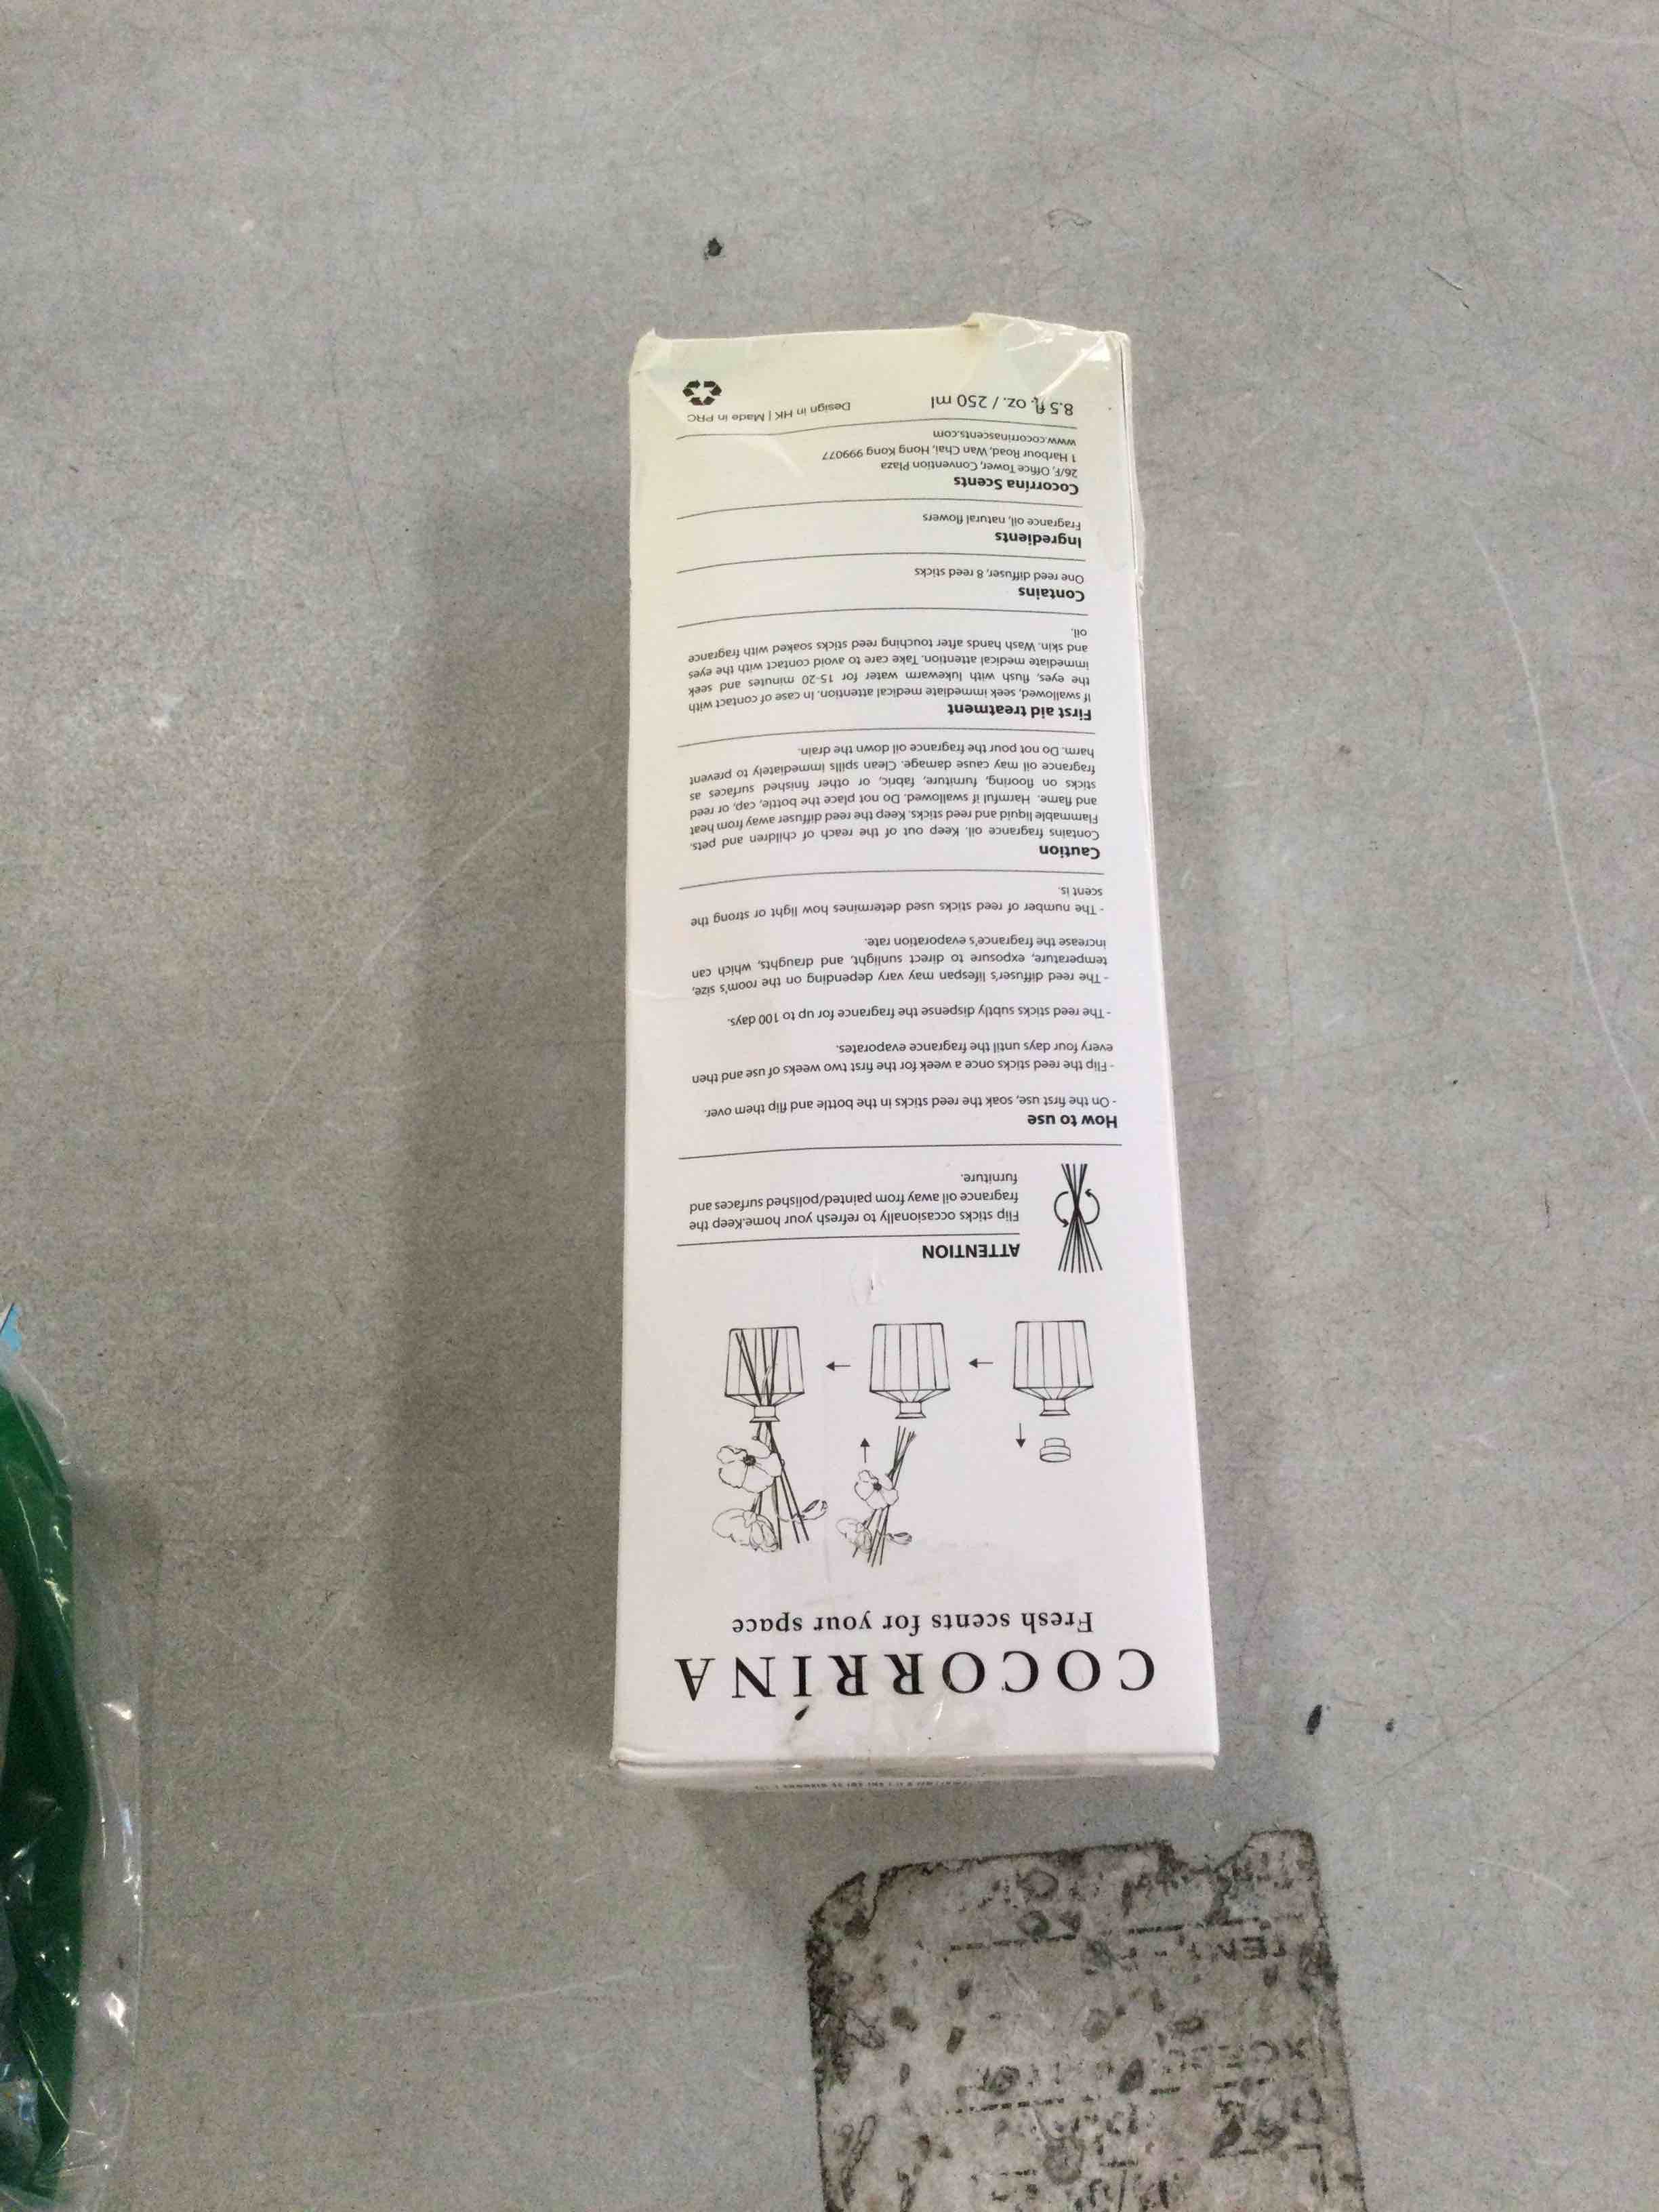 COCORRÍNA
Fresh scents for your space
ATTENTION
Flip sticks occasionally to refresh your home.Keep the
fragrance oil away from painted/polished surfaces and
furniture.
How to use
- On the first use, soak the reed sticks in the bottle and flip them over.
- Flip the reed sticks once a week for the first two weeks of use and then
every four days until the fragrance evaporates.
- The reed sticks subtly dispense the fragrance for up to 100 days.
- The reed diffuser's lifespan may vary depending on the room's size,
temperature, exposure to direct sunlight, and draughts, which can
increase the fragrance's evaporation rate.
- The number of reed sticks used determines how light or strong the
scent is.
Caution
Contains fragrance oil. Keep out of the reach of children and pets.
Flammable liquid and reed sticks. Keep the reed diffuser away from heat
and flame. Harmful if swallowed. Do not place the bottle, cap, or reed
sticks on flooring, furniture, fabric, or other finished surfaces as
fragrance oil may cause damage. Clean spills immediately to prevent
harm. Do not pour the fragrance oil down the drain.
First aid treatment
If swallowed, seek immediate medical attention. In case of contact with
the eyes, flush with lukewarm water for 15-20 minutes and seek
immediate medical attention. Take care to avoid contact with the eyes
and skin. Wash hands after touching reed sticks soaked with fragrance
oil.
Contains
One reed diffuser, 8 reed sticks
Ingredients
Fragrance oil, natural flowers
Cocorrína Scents
26/F, Office Tower, Convention Plaza
1 Harbour Road, Wan Chai, Hong Kong 999077
www.cocorrinascents.com
8.5 fl. oz. / 250 ml
Design in HK | Made in PRC